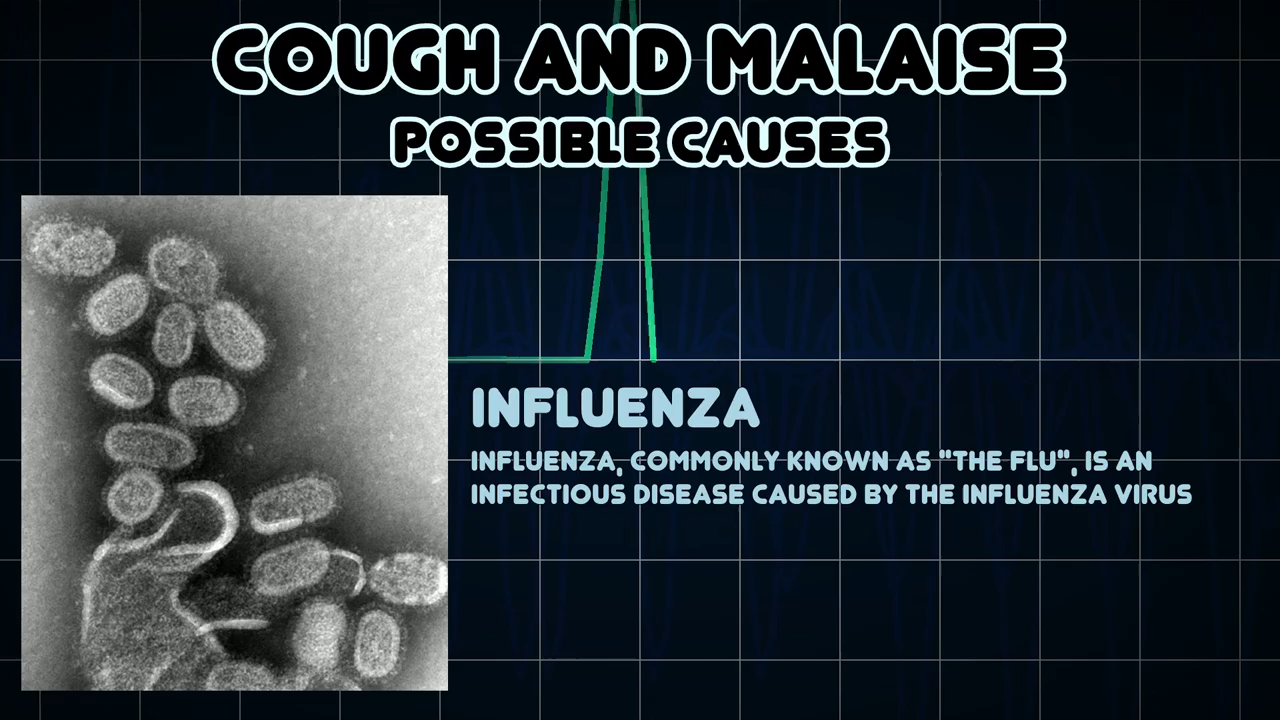 COUGH AND MALAISE
POSSIBLE CAUSES
INFLUENZA
INFLUENZA, COMMONLY KNOWN AS "THE FLU", IS AN
INFECTIOUS DISEASE CAUSED BY THE INFLUENZA VIRUS